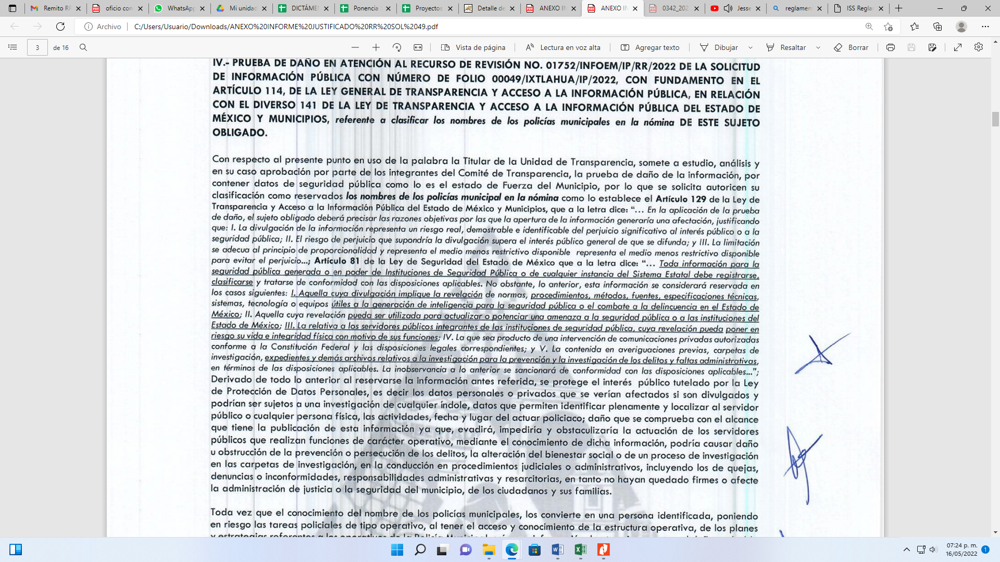 Remito RR
oficio con
WhatsApp
Mi unidad
DICTÁMEN
Ponencia
Proyectos
Detalle de
ANEXO IN
ANEXO IN
0342_202
Jesse
reglament
ISS Regla
Archivo
C:/Users/Usuario/Downloads/ANEXO%20INFORME%20JUSTIFICADO%20RR%20SOL%2049.pdf
3 de 16
Vista de página
Lectura en voz alta
Agregar texto
Dibujar
Resaltar
Borrar
IV.- PRUEBA DE DAÑO EN ATENCIÓN AL RECURSO DE REVISIÓN NO. 01752/INFOEM/IP/RR/2022 DE LA SOLICITUD
DE INFORMACIÓN PÚBLICA CON NÚMERO DE FOLIO 00049/IXTLAHUA/IP/2022, CON FUNDAMENTO EN EL
ARTÍCULO 114, DE LA LEY GENERAL DE TRANSPARENCIA Y ACCESO A LA INFORMACIÓN PÚBLICA, EN RELACIÓN
CON EL DIVERSO 141 DE LA LEY DE TRANSPARENCIA Y ACCESO A LA INFORMACIÓN PÚBLICA DEL ESTADO DE
MÉXICO Y MUNICIPIOS, referente a clasificar los nombres de los policías municipales en la nómina DE ESTE SUJETO
OBLIGADO.
Con respecto al presente punto en uso de la palabra la Titular de la Unidad de Transparencia, somete a estudio, análisis y
en su caso aprobación por parte de los integrantes del Comité de Transparencia, la prueba de daño de la información, por
contener datos de seguridad pública como lo es el estado de Fuerza del Municipio, por lo que se solicita autoricen su
clasificación como reservados los nombres de los policías municipal en la nómina como lo establece el Artículo 129 de la Ley de
Transparencia y Acceso a la Información Pública del Estado de México y Municipios, que a la letra dice: “... En la aplicación de la prueba
de daño, el sujeto obligado deberá precisar las razones objetivas por las que la apertura de la información generaría una afectación, justificando
que: I. La divulgación de la información representa un riesgo real, demostrable e identificable del perjuicio significativo al interés público o a la
seguridad pública; II. El riesgo de perjuicio que supondría la divulgación supera el interés público general de que se difunda; y III. La limitación
se adecua al principio de proporcionalidad y representa el medio menos restrictivo disponible representa el medio menos restrictivo disponible
para evitar el perjuicio...; Artículo 81 de la Ley de Seguridad del Estado de México que a la letra dice: “... Toda información para la
seguridad pública generada o en poder de Instituciones de Seguridad Pública o de cualquier instancia del Sistema Estatal debe registrarse,
clasificarse y tratarse de conformidad con las disposiciones aplicables. No obstante, lo anterior, esta información se considerará reservada en
los casos siguientes: I. Aquella cuya divulgación implique la revelación de normas, procedimientos, métodos, fuentes, especificaciones técnicas,
sistemas, tecnología o equipos útiles a la generación de inteligencia para la seguridad pública o el combate a la delincuencia en el Estado de
México; II. Aquella cuya revelación pueda ser utilizada para actualizar o potenciar una amenaza a la seguridad pública o a las instituciones del
Estado de México; III. La relativa a los servidores públicos integrantes de las instituciones de seguridad pública, cuya revelación pueda poner en
riesgo su vida e integridad física con motivo de sus funciones; IV. La que sea producto de una intervención de comunicaciones privadas autorizadas
conforme a la Constitución Federal y las disposiciones legales correspondientes; y V. La contenida en averiguaciones previas, carpetas de
investigación, expedientes y demás archivos relativos a la investigación para la prevención y la investigación de los delitos y faltas administrativas,
en términos de las disposiciones aplicables. La inobservancia a lo anterior se sancionará de conformidad con las disposiciones aplicables...”;
Derivado de todo lo anterior al reservarse la información antes referida, se protege el interés público tutelado por la Ley
de Protección de Datos Personales, es decir los datos personales o privados que se verían afectados si son divulgados y
podrían ser sujetos a una investigación de cualquier índole, datos que permiten identificar plenamente y localizar al servidor
público o cualquier persona física, las actividades, fecha y lugar del actuar policiaco; daño que se comprueba con el alcance
que tiene la publicación de esta información ya que, evadirá, impediría y obstaculizaría la actuación de los servidores
públicos que realizan funciones de carácter operativo, mediante el conocimiento de dicha información, podría causar daño
u obstrucción de la prevención o persecución de los delitos, la alteración del bienestar social o de un proceso de investigación
en las carpetas de investigación, en la conducción en procedimientos judiciales o administrativos, incluyendo los de quejas,
denuncias o inconformidades, responsabilidades administrativas y resarcitorias, en tanto no hayan quedado firmes o afecte
la administración de justicia o la seguridad del municipio, de los ciudadanos y sus familias.
Toda vez que el conocimiento del nombre de los policías municipales, los convierte en una persona identificada, poniendo
en riesgo las tareas policiales de tipo operativo, al tener el acceso y conocimiento de la estructura operativa, de los planes
07:24 p. m.
16/05/2022
1